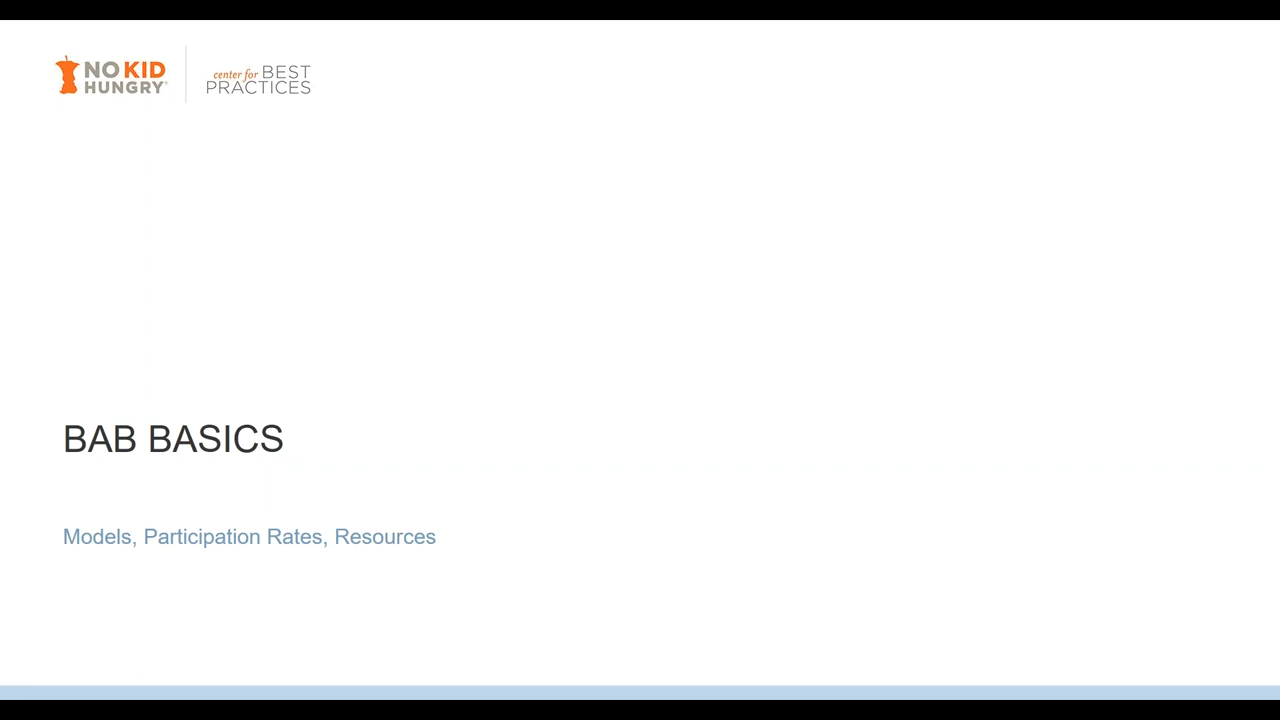 NO KID
HUNGRY
center for BEST
PRACTICES
BAB BASICS
Models, Participation Rates, Resources